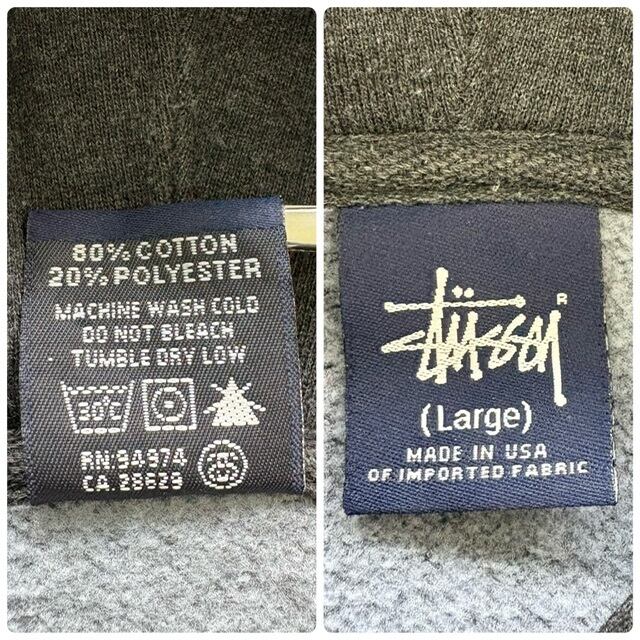 80% COTTON
20% POLYESTER
MACHINE WASH COLD
DO NOT BLEACH
TUMBLE DRY LOW
30°C
RN:94974
CA.28629
Stüssy®
(Large)
MADE IN USA
OF IMPORTED FABRIC